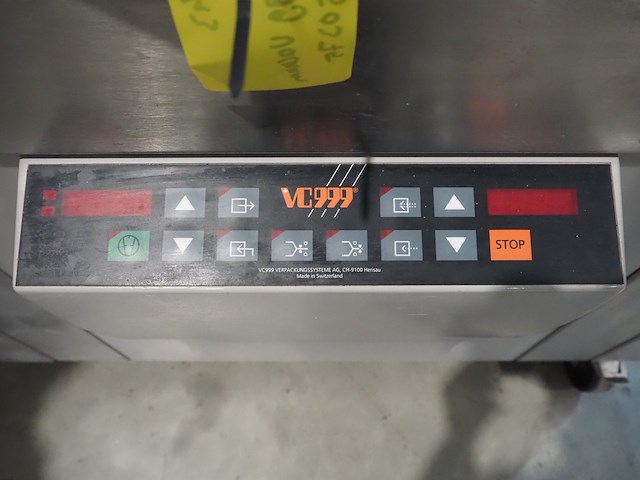 VC999®
STOP
VC999 VERPACKUNGSSYSTEME AG, CH-9100 Herisau
Made in Switzerland